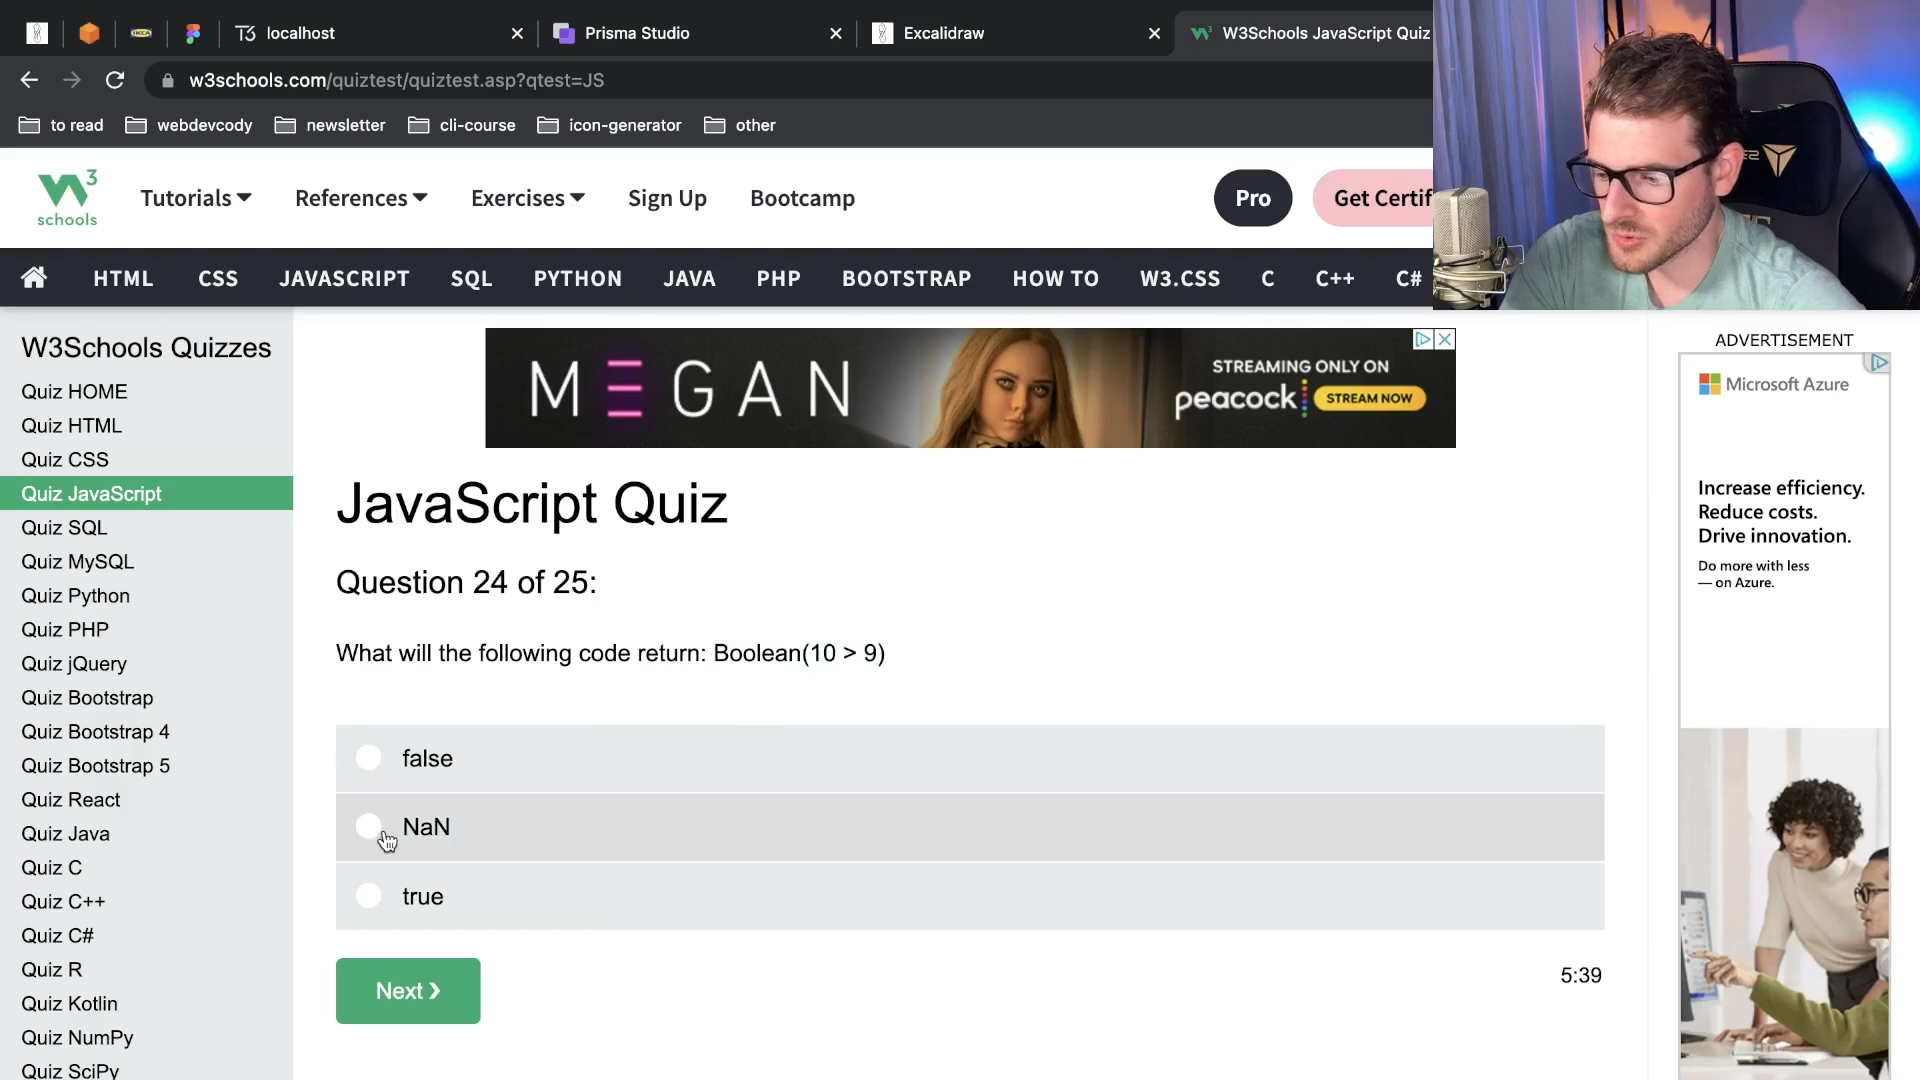 localhost
Prisma Studio
Excalidraw
W3Schools JavaScript Quiz
w3schools.com/quiztest/quiztest.asp?qtest=JS
to read
webdevcody
newsletter
cli-course
icon-generator
other
W3
schools
Tutorials
References
Exercises
Sign Up
Bootcamp
Pro
Get Certif
HTML
CSS
JAVASCRIPT
SQL
PYTHON
JAVA
PHP
BOOTSTRAP
HOW TO
W3.CSS
C
C++
C#
W3Schools Quizzes
Quiz HOME
Quiz HTML
Quiz CSS
Quiz JavaScript
Quiz SQL
Quiz MySQL
Quiz Python
Quiz PHP
Quiz jQuery
Quiz Bootstrap
Quiz Bootstrap 4
Quiz Bootstrap 5
Quiz React
Quiz Java
Quiz C
Quiz C++
Quiz C#
Quiz R
Quiz Kotlin
Quiz NumPy
Quiz SciPy
MEGAN
STREAMING ONLY ON
peacock
STREAM NOW
JavaScript Quiz
Question 24 of 25:
What will the following code return: Boolean(10 > 9)
false
NaN
true
Next ❯
5:39
ADVERTISEMENT
Microsoft Azure
Increase efficiency.
Reduce costs.
Drive innovation.
Do more with less
— on Azure.